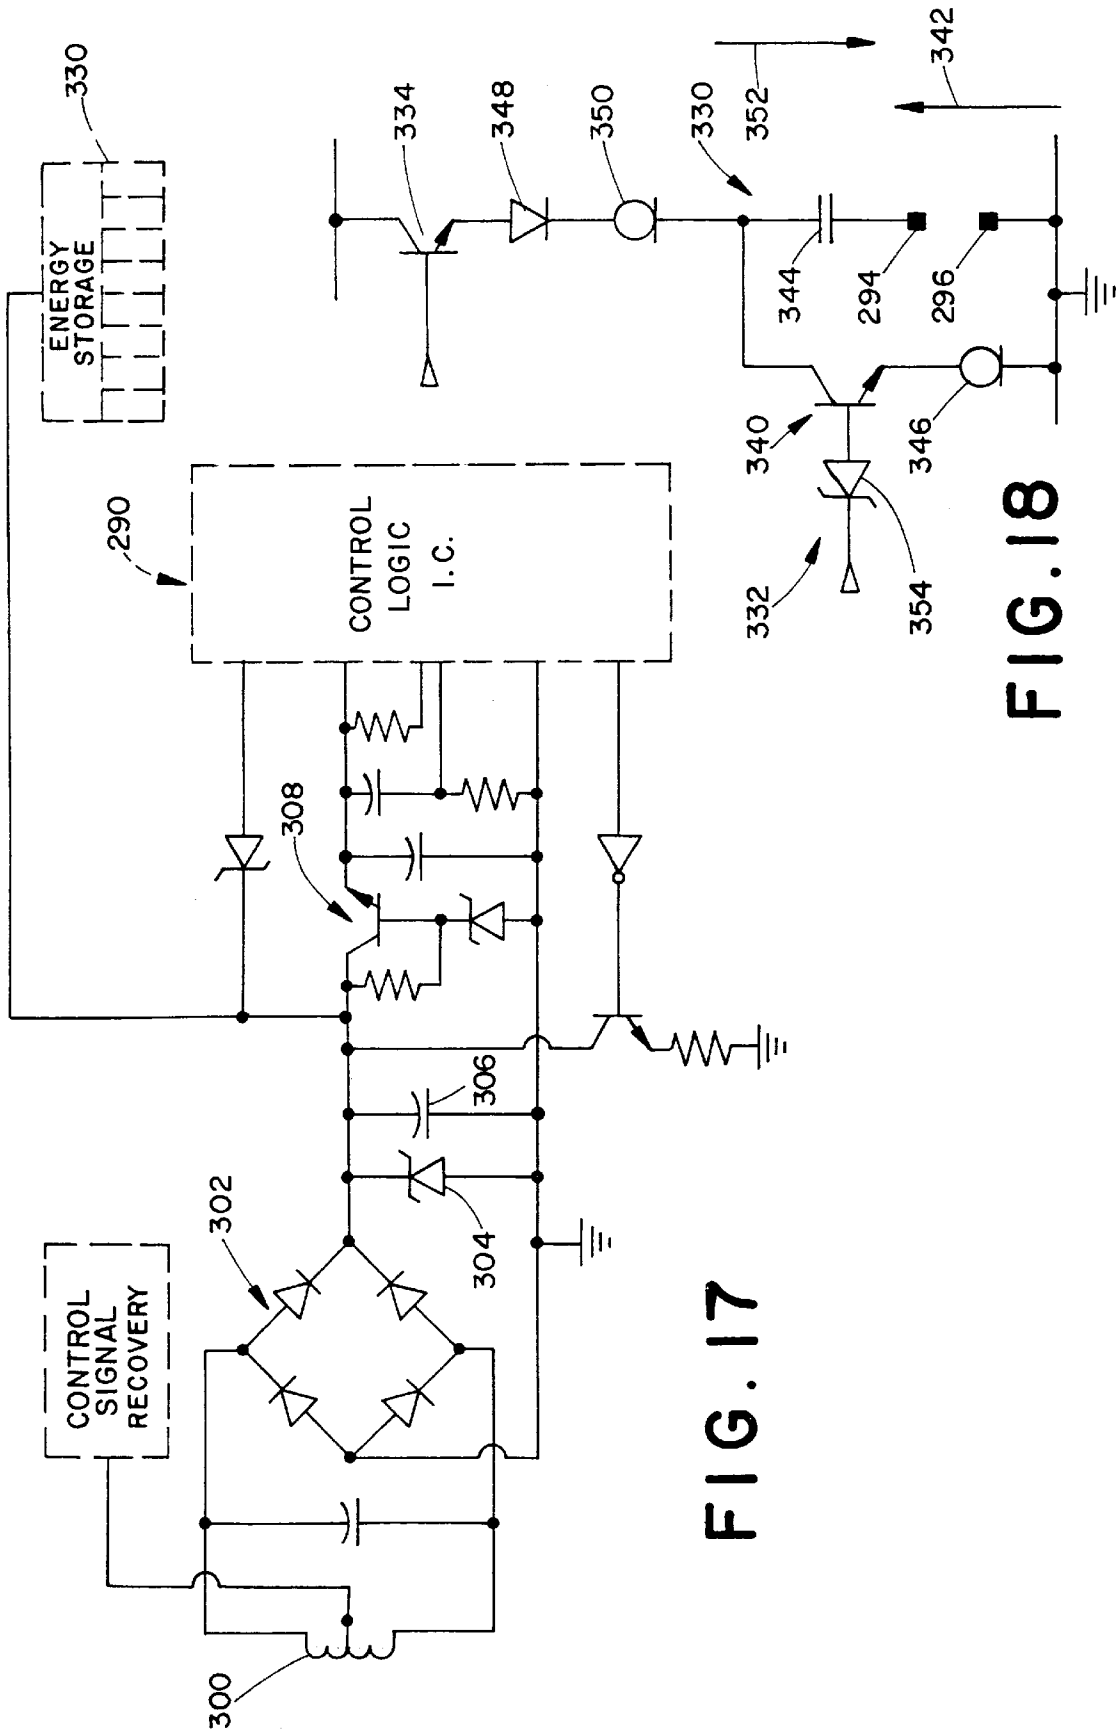 300
CONTROL
SIGNAL
RECOVERY
302
304
306
308
290
CONTROL
LOGIC
I.C.
ENERGY
STORAGE
330
FIG.17
332
354
340
346
334
348
350
330
344
294
296
352
342
FIG.18